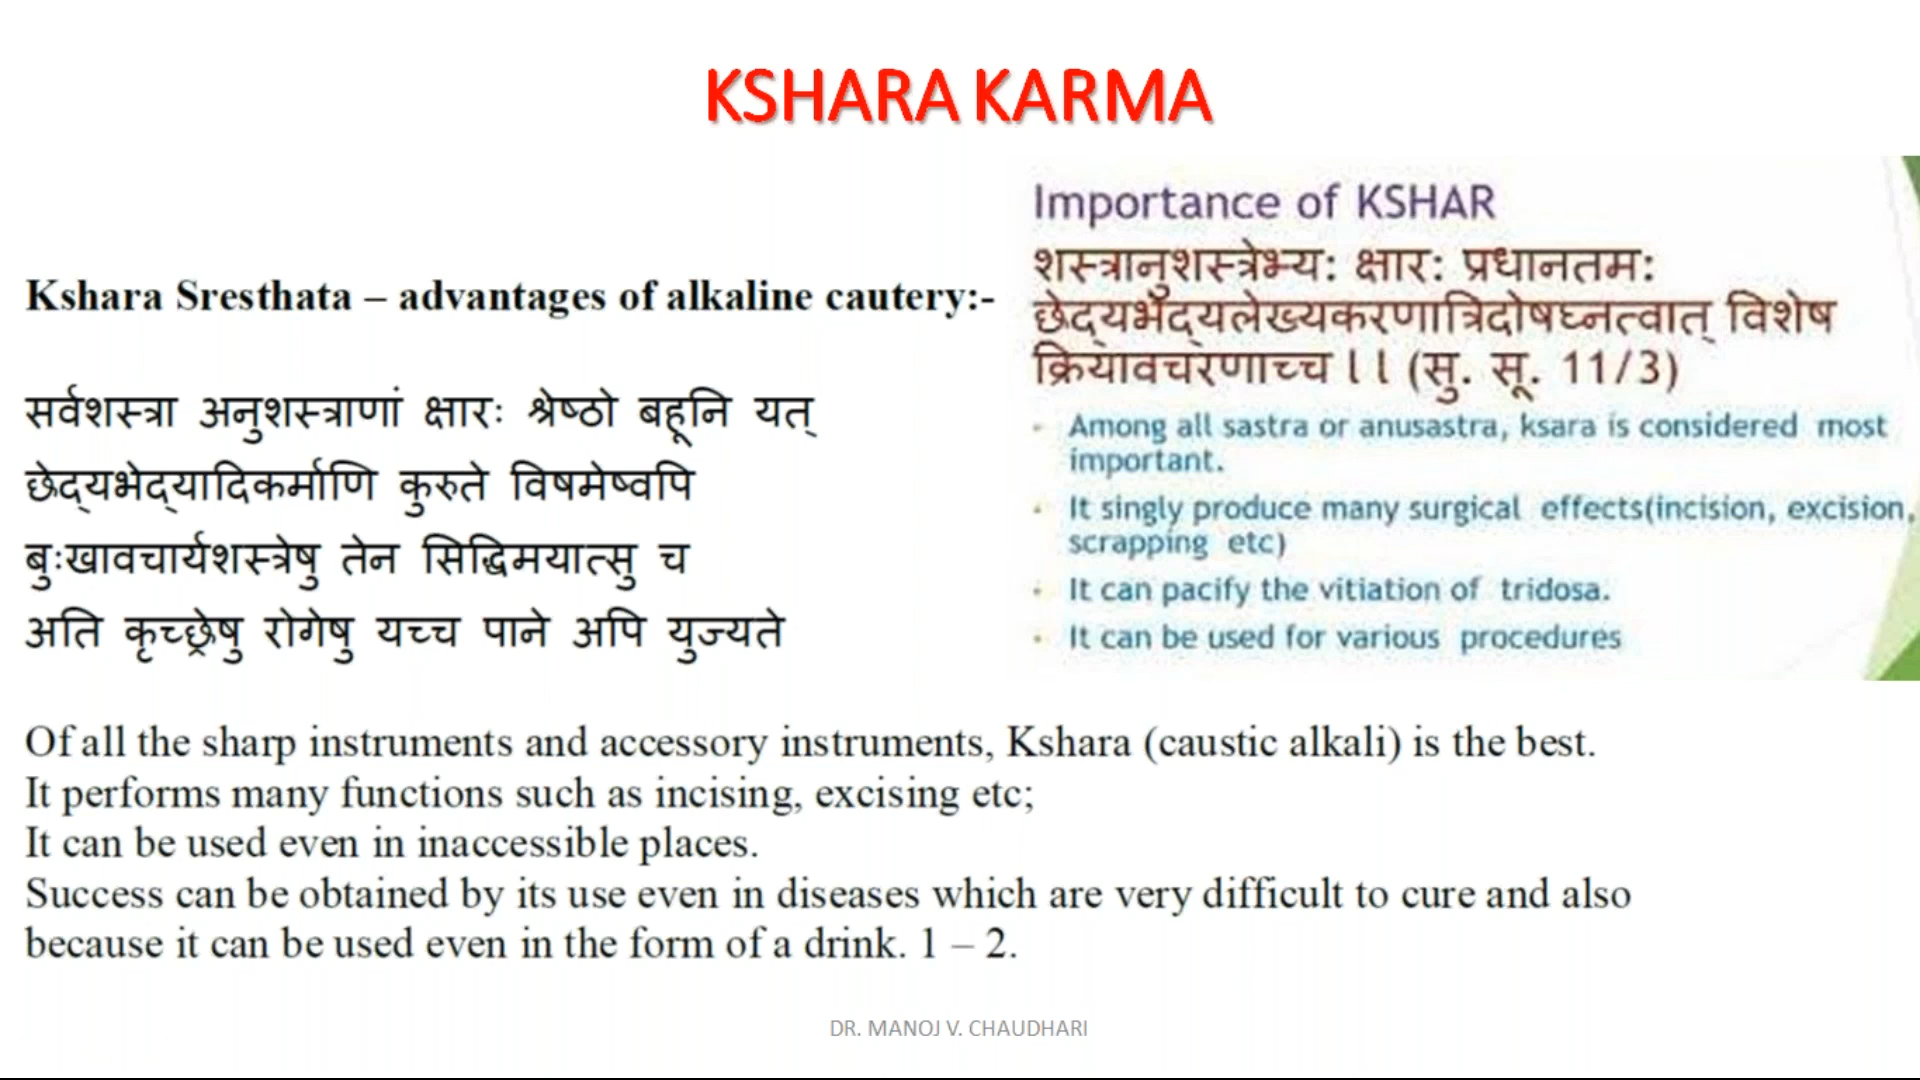 KSHARA KARMA
Kshara Sresthata – advantages of alkaline cautery:-
सर्वशस्त्रा अनुशस्त्राणां क्षारः श्रेष्ठो बहूनि यत्
छेद्यभेद्यादिकर्माणि कुरुते विषमेष्वपि
बुःखावचार्यशस्त्रेषु तेन सिद्धिमयात्सु च
अति कृच्छ्रेषु रोगेषु यच्च पाने अपि युज्यते
Importance of KSHAR
शस्त्रानुशस्त्रेभ्य: क्षार: प्रधानतम:
छेद्यभेद्यलेख्यकरणात्रिदोषघ्नत्वात् विशेष
क्रियावचरणाच्च l l (सु. सू. 11/3)
Among all sastra or anusastra, ksara is considered most
important.
It singly produce many surgical effects(incision, excision,
scrapping etc)
It can pacify the vitiation of tridosa.
It can be used for various procedures
Of all the sharp instruments and accessory instruments, Kshara (caustic alkali) is the best.
It performs many functions such as incising, excising etc;
It can be used even in inaccessible places.
Success can be obtained by its use even in diseases which are very difficult to cure and also
because it can be used even in the form of a drink. 1 – 2.
DR. MANOJ V. CHAUDHARI